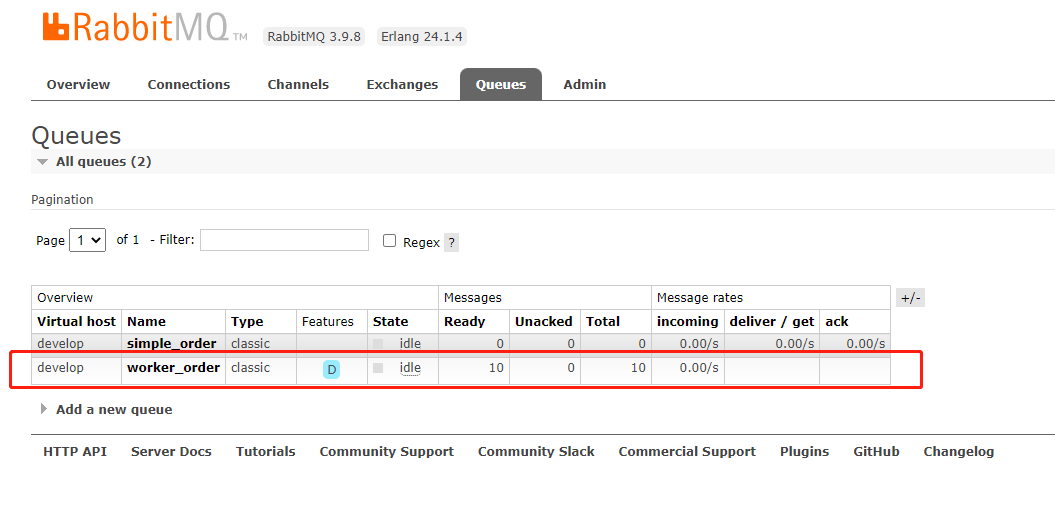 RabbitMQ TM RabbitMQ 3.9.8 Erlang 24.1.4
Overview Connections Channels Exchanges Queues Admin
Queues
All queues (2)
Pagination
Page 1 of 1 - Filter: Regex ?
Overview Messages Message rates +/-
Virtual host Name Type Features State Ready Unacked Total incoming deliver / get ack
develop simple_order classic idle 0 0 0 0.00/s 0.00/s 0.00/s
develop worker_order classic D idle 10 0 10 0.00/s
Add a new queue
HTTP API Server Docs Tutorials Community Support Community Slack Commercial Support Plugins GitHub Changelog